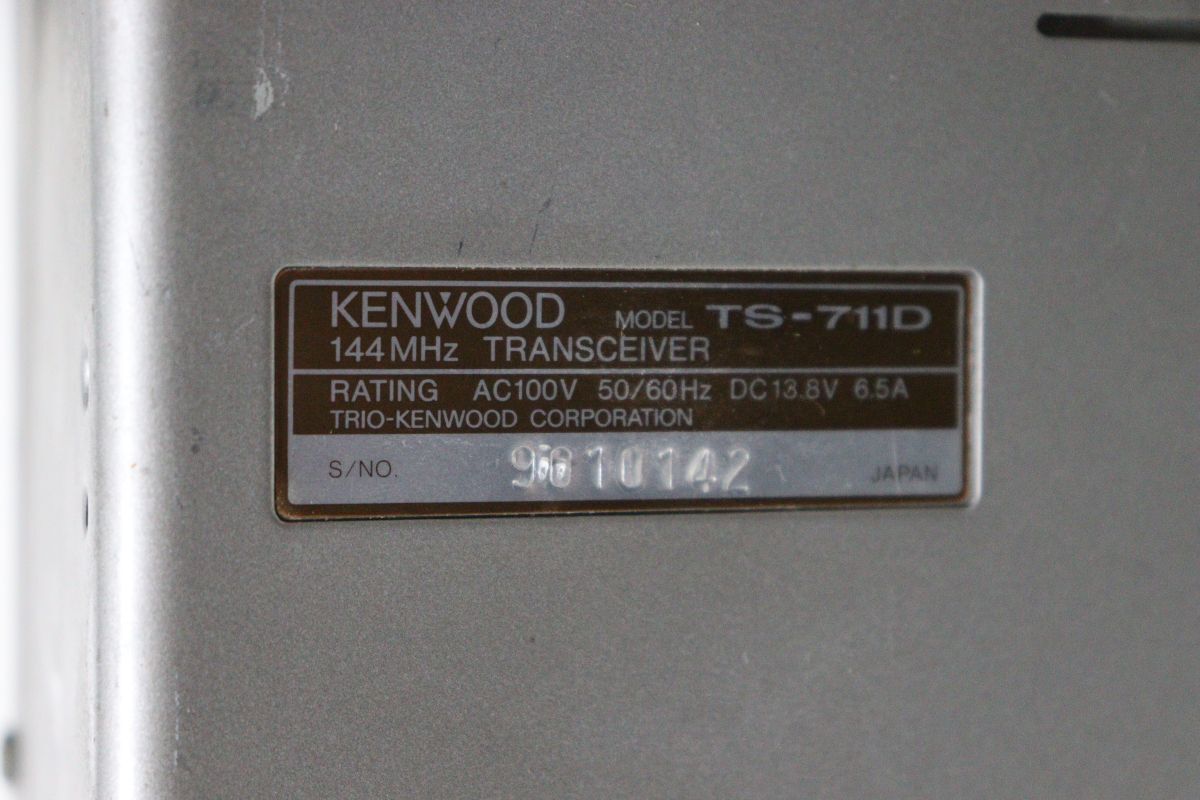 KENWOOD MODEL TS-711D
144MHz TRANSCEIVER
RATING AC100V 50/60Hz DC13.8V 6.5A
TRIO-KENWOOD CORPORATION
S/NO. JAPAN